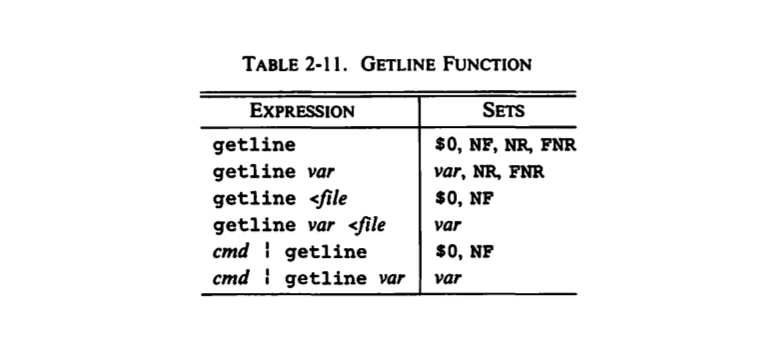 TABLE 2-11. GETLINE FUNCTION
EXPRESSION SETS
getline $0, NF, NR, FNR
getline var var, NR, FNR
getline <file $0, NF
getline var <file var
cmd | getline $0, NF
cmd | getline var var